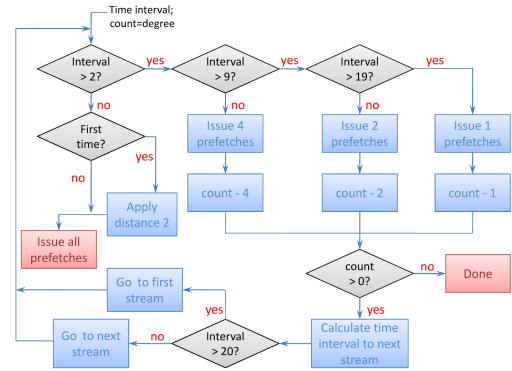 Time interval;
count=degree
Interval
> 2?
yes
Interval
> 9?
yes
Interval
> 19?
yes
no
no
no
First
time?
yes
no
Issue 4
prefetches
Issue 2
prefetches
Issue 1
prefetches
count - 4
count - 2
count - 1
Apply
distance 2
Issue all
prefetches
count
> 0?
no
Done
yes
Go  to first
stream
yes
Go  to next
stream
no
Interval
> 20?
Calculate time
interval to next
stream